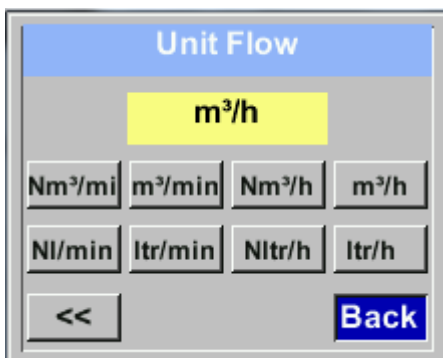 Unit Flow
m³/h
Nm³/mi m³/min Nm³/h m³/h
Nl/min ltr/min Nltr/h ltr/h
<< Back